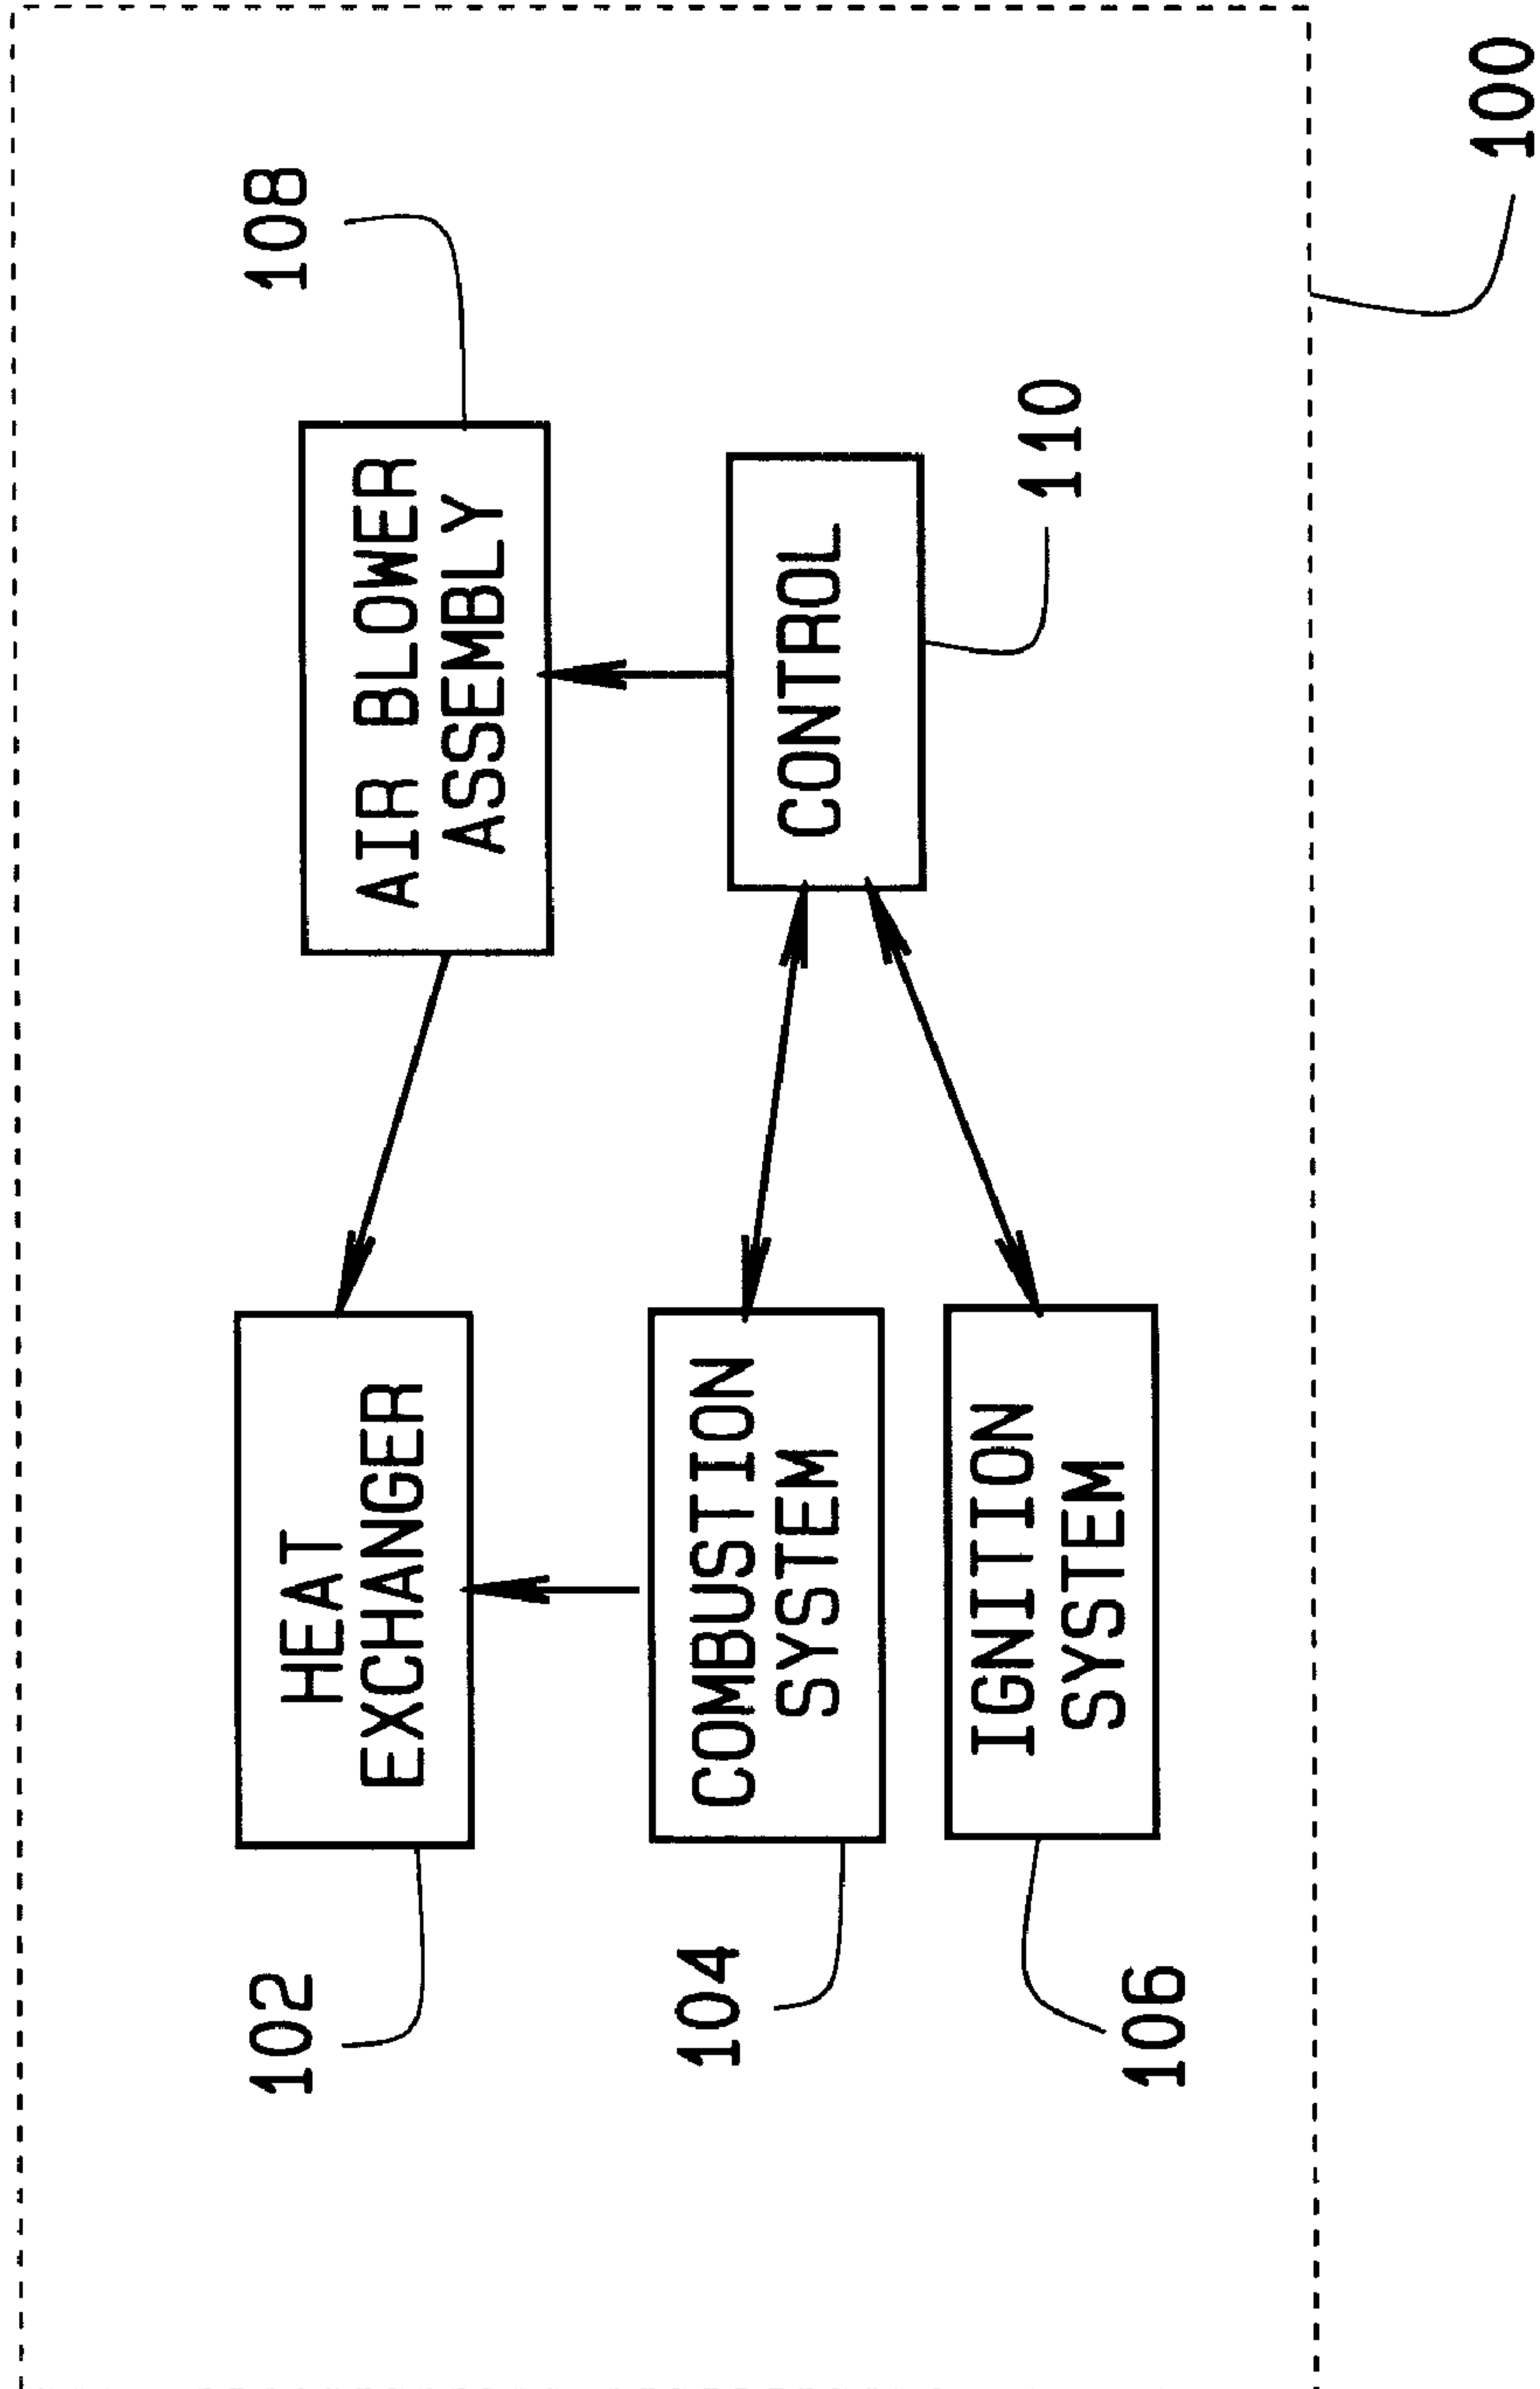 102
HEAT
EXCHANGER
AIR BLOWER
ASSEMBLY
108
104
COMBUSTION
SYSTEM
CONTROL
110
106
IGNITION
SYSTEM
100